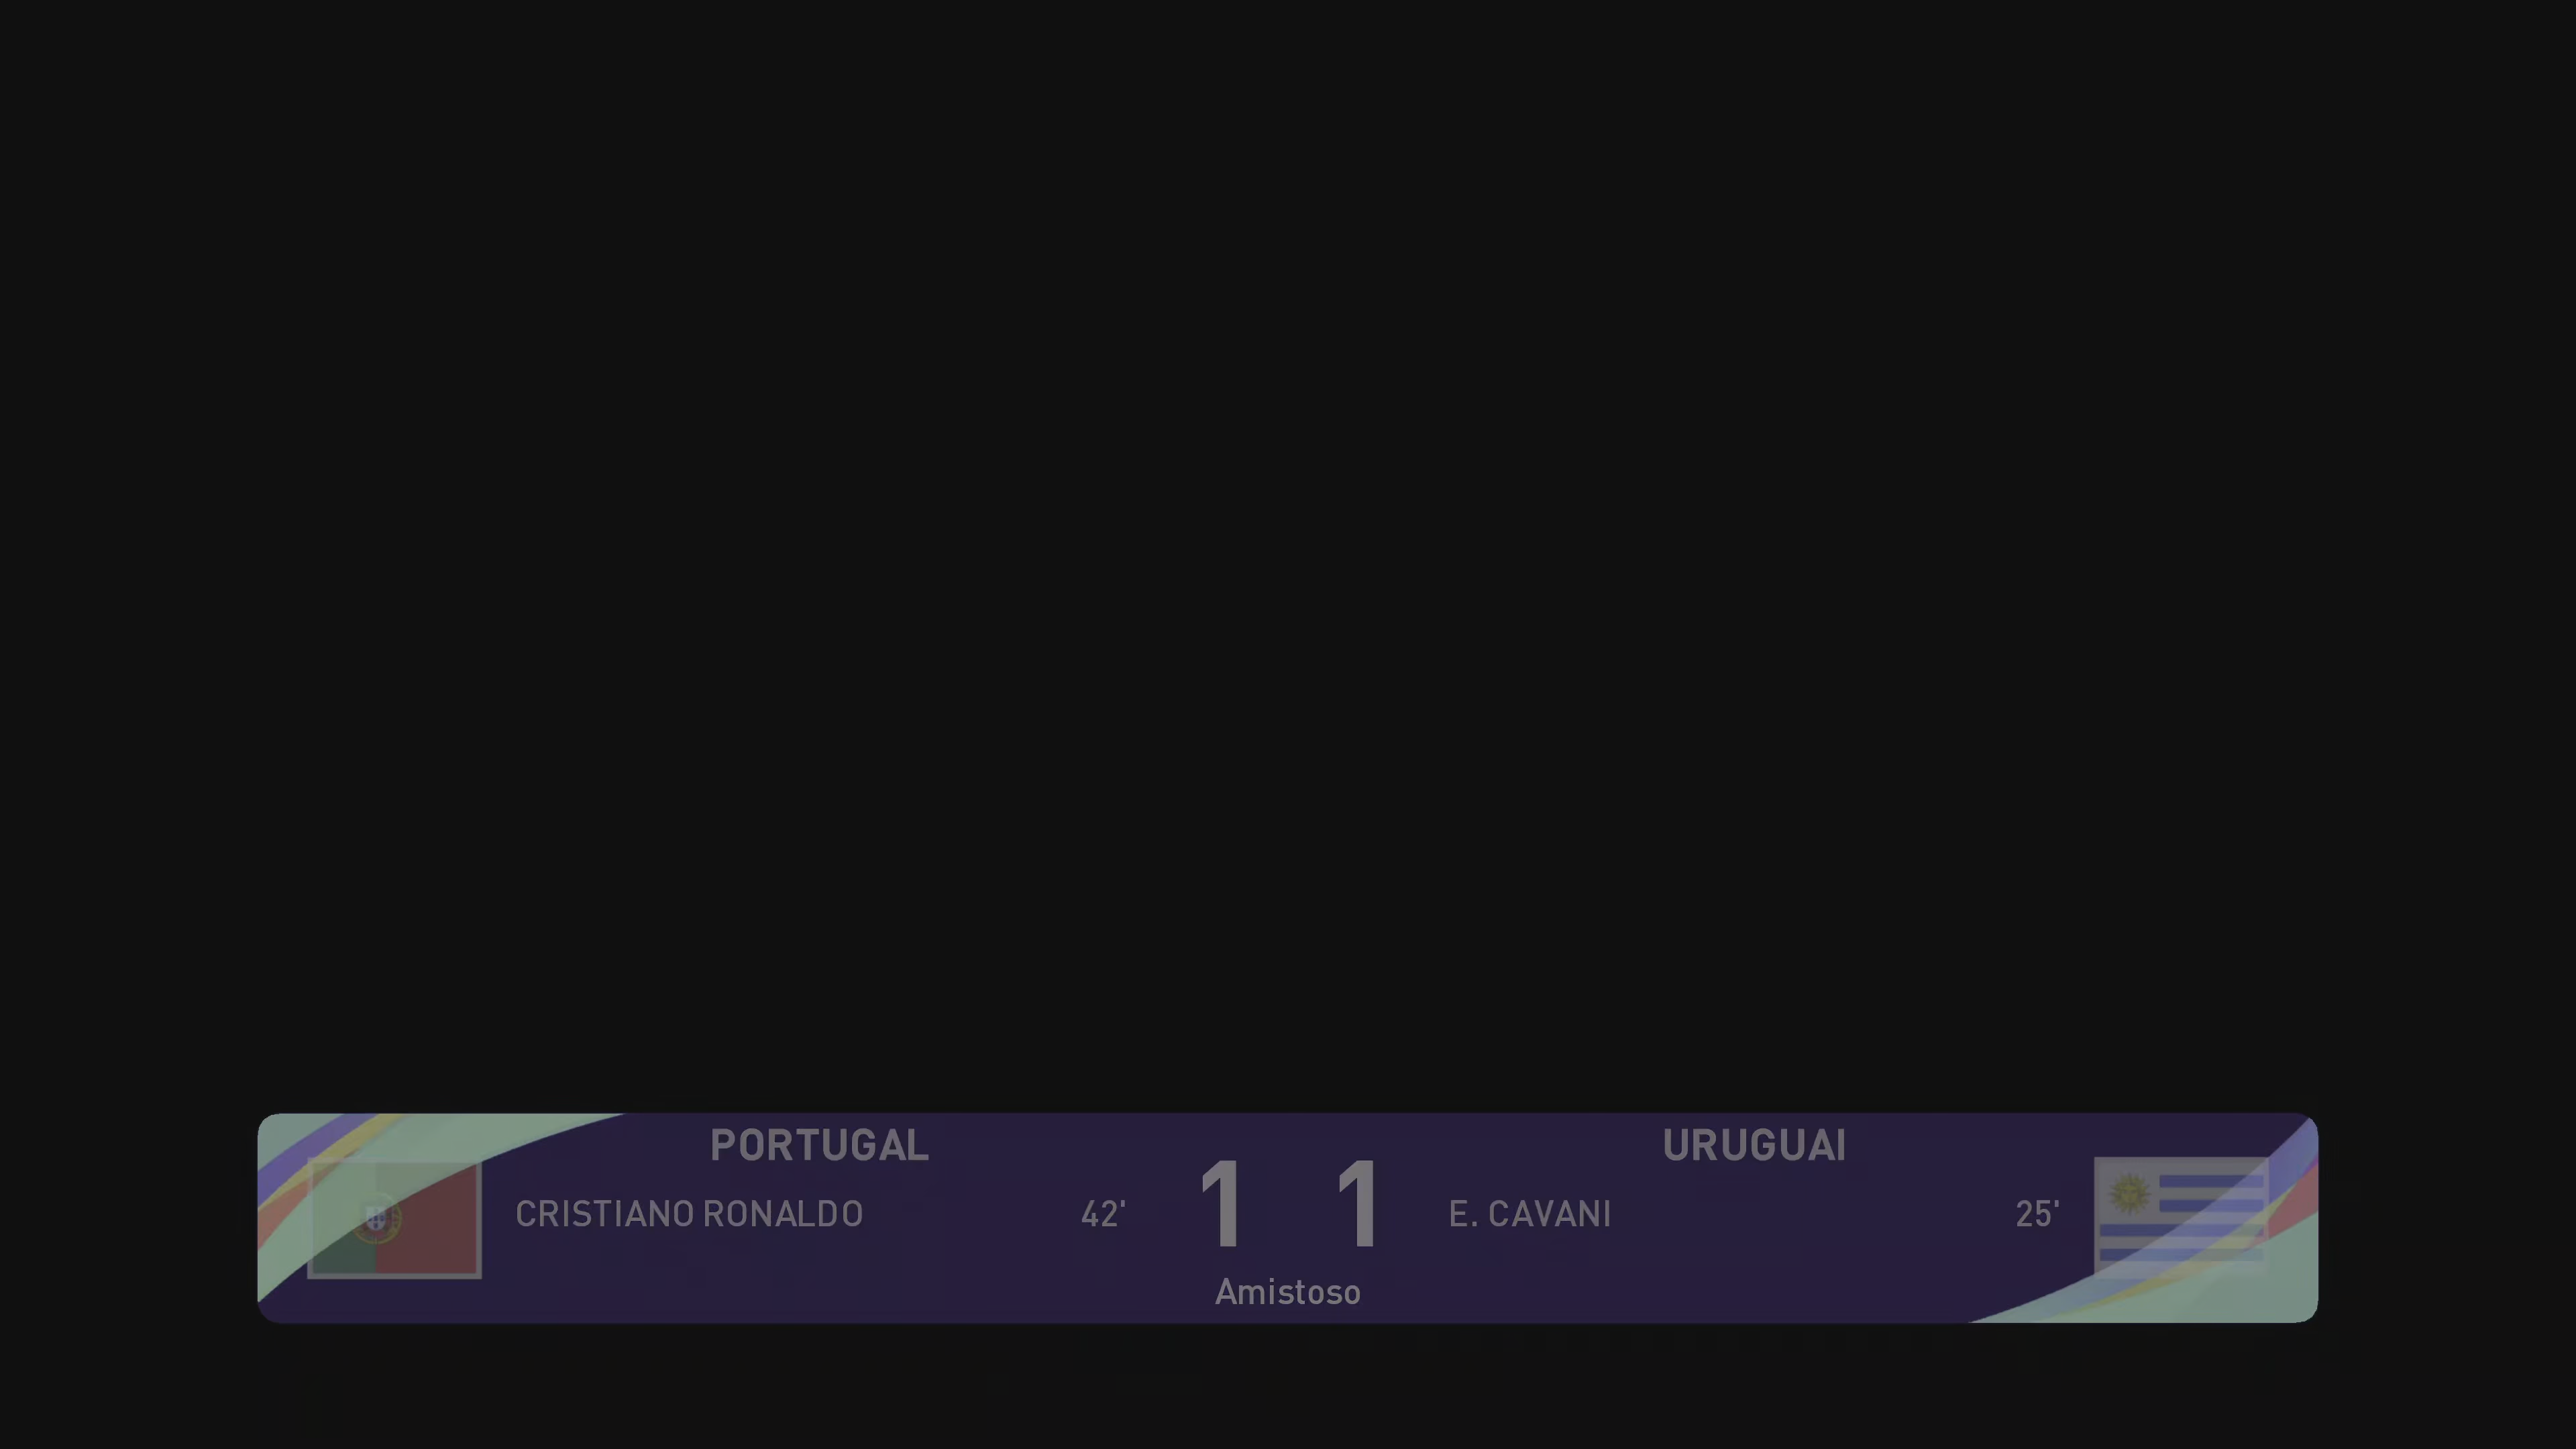 PORTUGAL
CRISTIANO RONALDO 42'
1 1
URUGUAI
E. CAVANI 25'
Amistoso